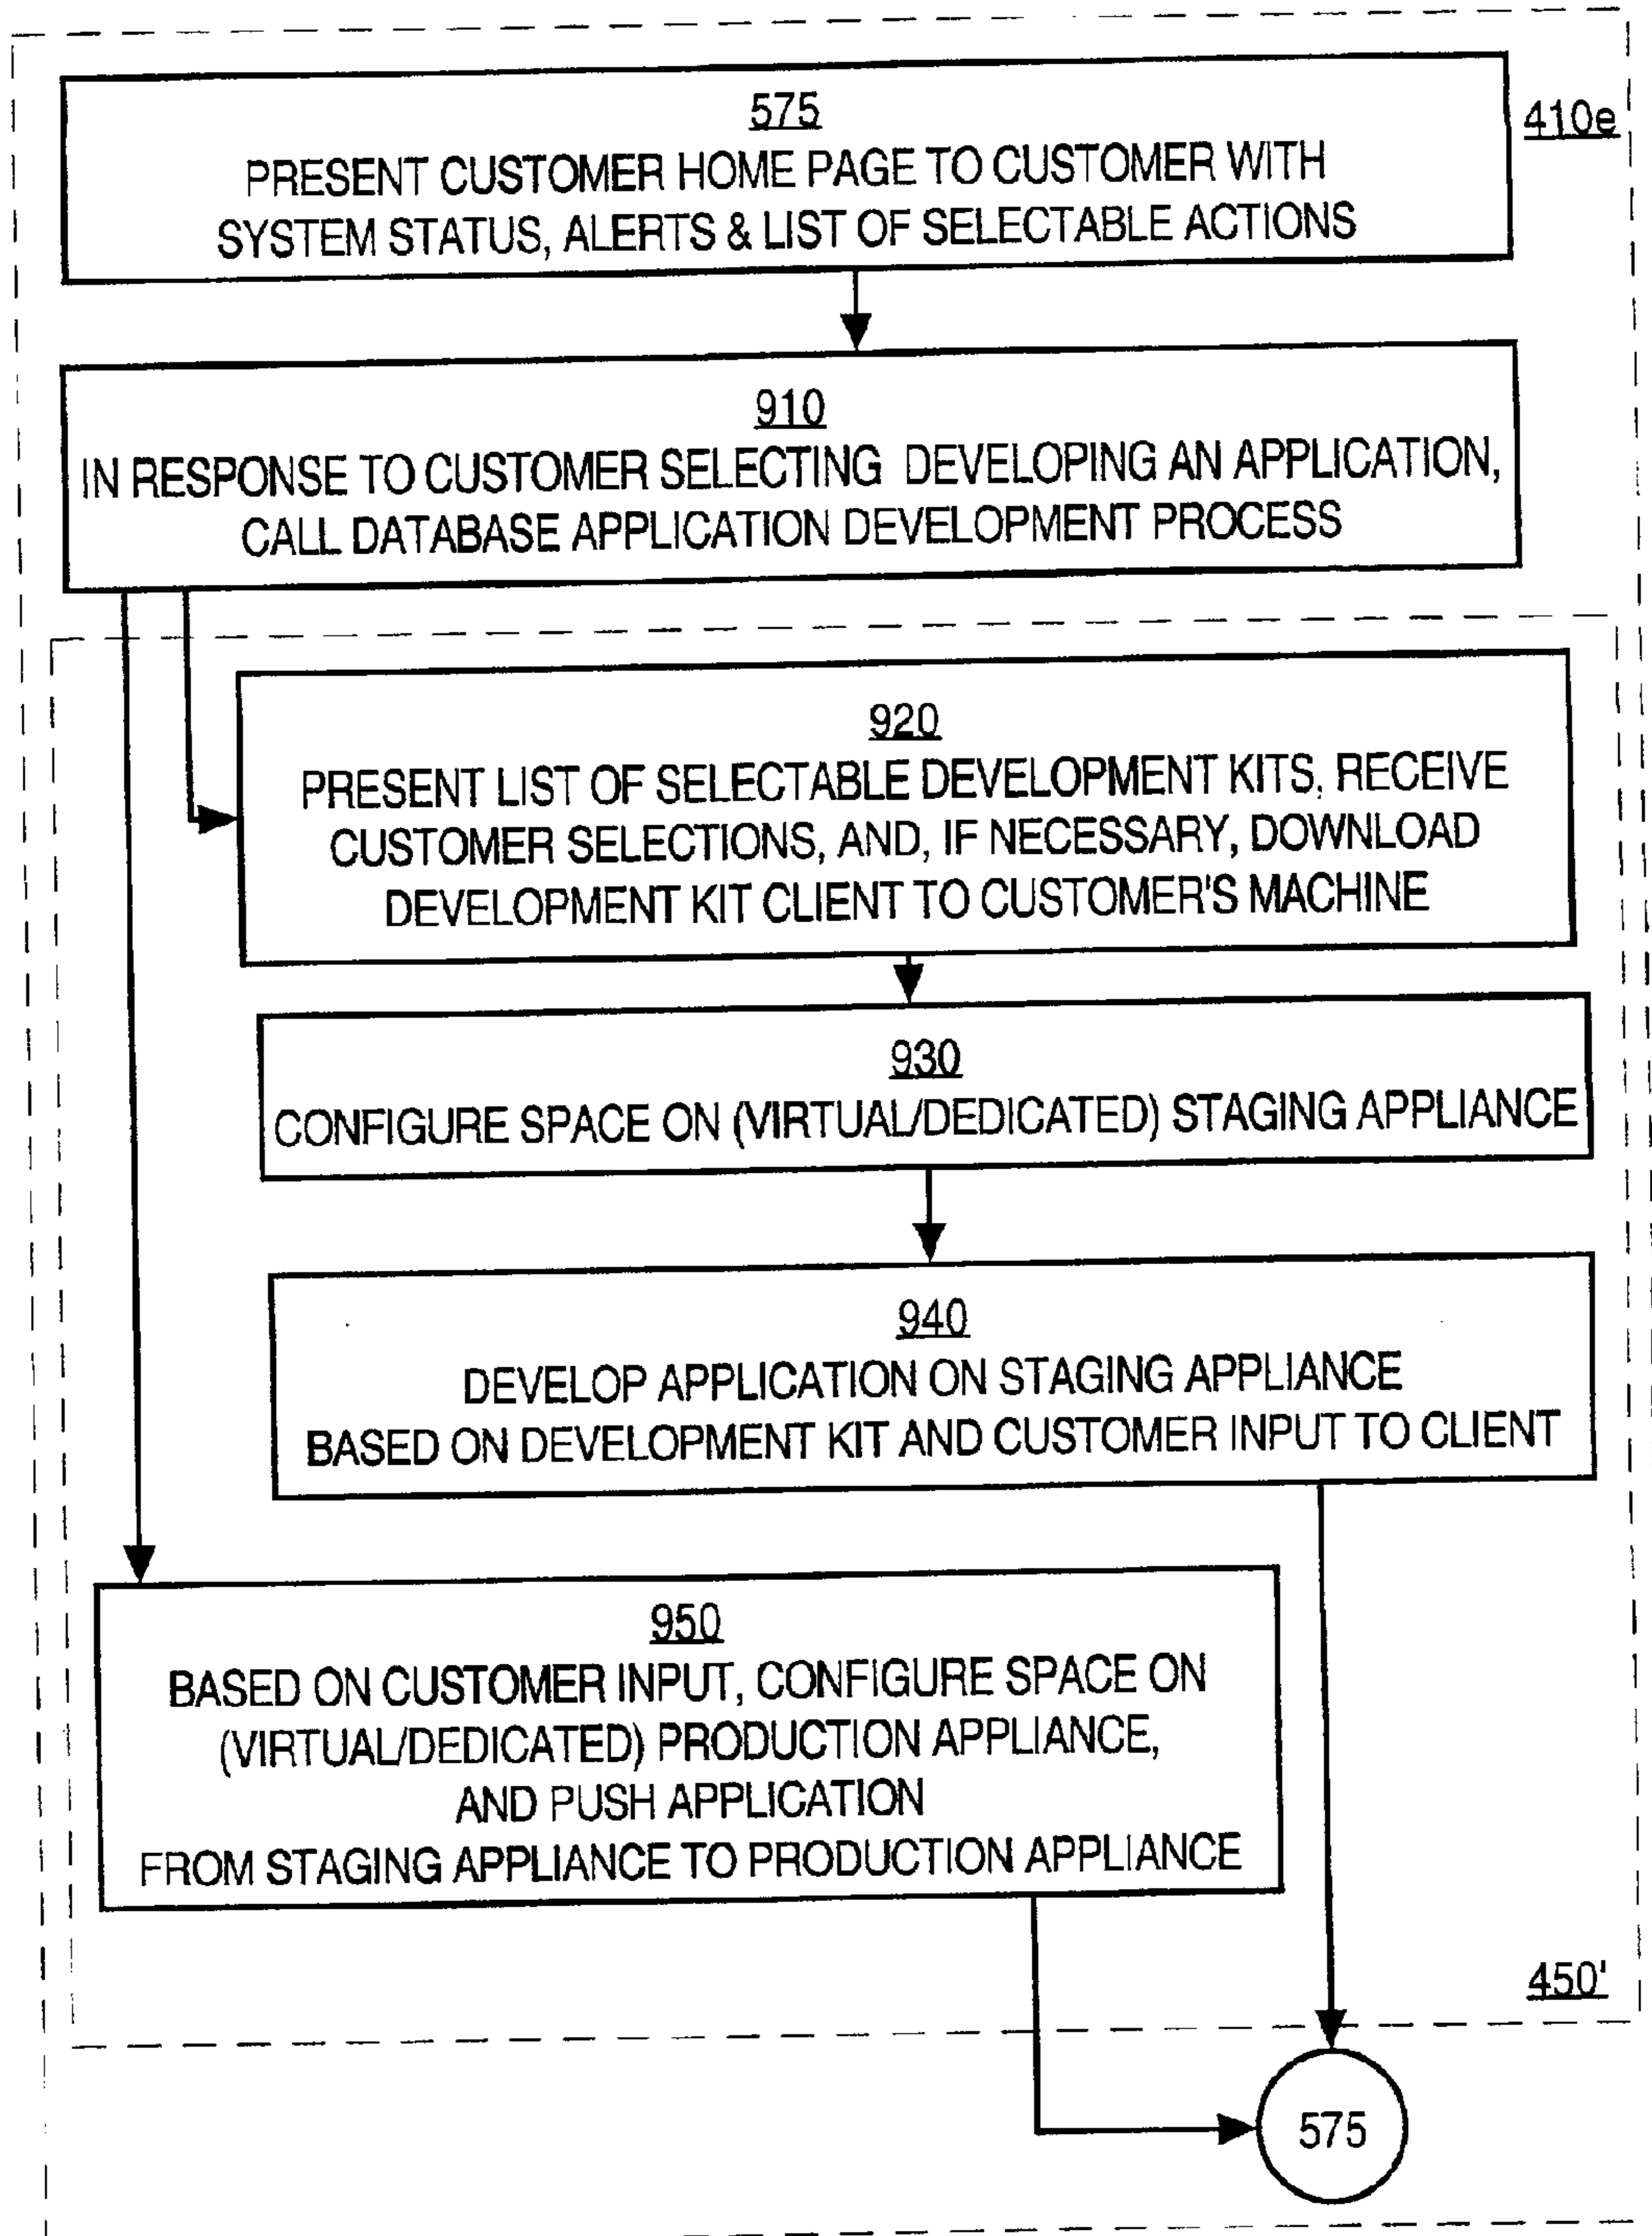 575
410e
PRESENT CUSTOMER HOME PAGE TO CUSTOMER WITH
SYSTEM STATUS, ALERTS & LIST OF SELECTABLE ACTIONS
910
IN RESPONSE TO CUSTOMER SELECTING DEVELOPING AN APPLICATION,
CALL DATABASE APPLICATION DEVELOPMENT PROCESS
920
PRESENT LIST OF SELECTABLE DEVELOPMENT KITS, RECEIVE
CUSTOMER SELECTIONS, AND, IF NECESSARY, DOWNLOAD
DEVELOPMENT KIT CLIENT TO CUSTOMER'S MACHINE
930
CONFIGURE SPACE ON (VIRTUAL/DEDICATED) STAGING APPLIANCE
940
DEVELOP APPLICATION ON STAGING APPLIANCE
BASED ON DEVELOPMENT KIT AND CUSTOMER INPUT TO CLIENT
950
BASED ON CUSTOMER INPUT, CONFIGURE SPACE ON
(VIRTUAL/DEDICATED) PRODUCTION APPLIANCE,
AND PUSH APPLICATION
FROM STAGING APPLIANCE TO PRODUCTION APPLIANCE
450'
575